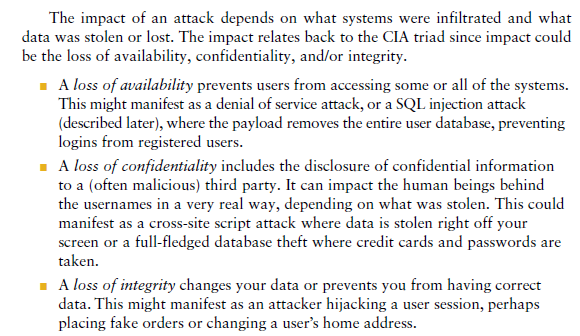 The impact of an attack depends on what systems were infiltrated and what
data was stolen or lost. The impact relates back to the CIA triad since impact could
be the loss of availability, confidentiality, and/or integrity.
■ A loss of availability prevents users from accessing some or all of the systems.
This might manifest as a denial of service attack, or a SQL injection attack
(described later), where the payload removes the entire user database, preventing
logins from registered users.
■ A loss of confidentiality includes the disclosure of confidential information
to a (often malicious) third party. It can impact the human beings behind
the usernames in a very real way, depending on what was stolen. This could
manifest as a cross-site script attack where data is stolen right off your
screen or a full-fledged database theft where credit cards and passwords are
taken.
■ A loss of integrity changes your data or prevents you from having correct
data. This might manifest as an attacker hijacking a user session, perhaps
placing fake orders or changing a user's home address.